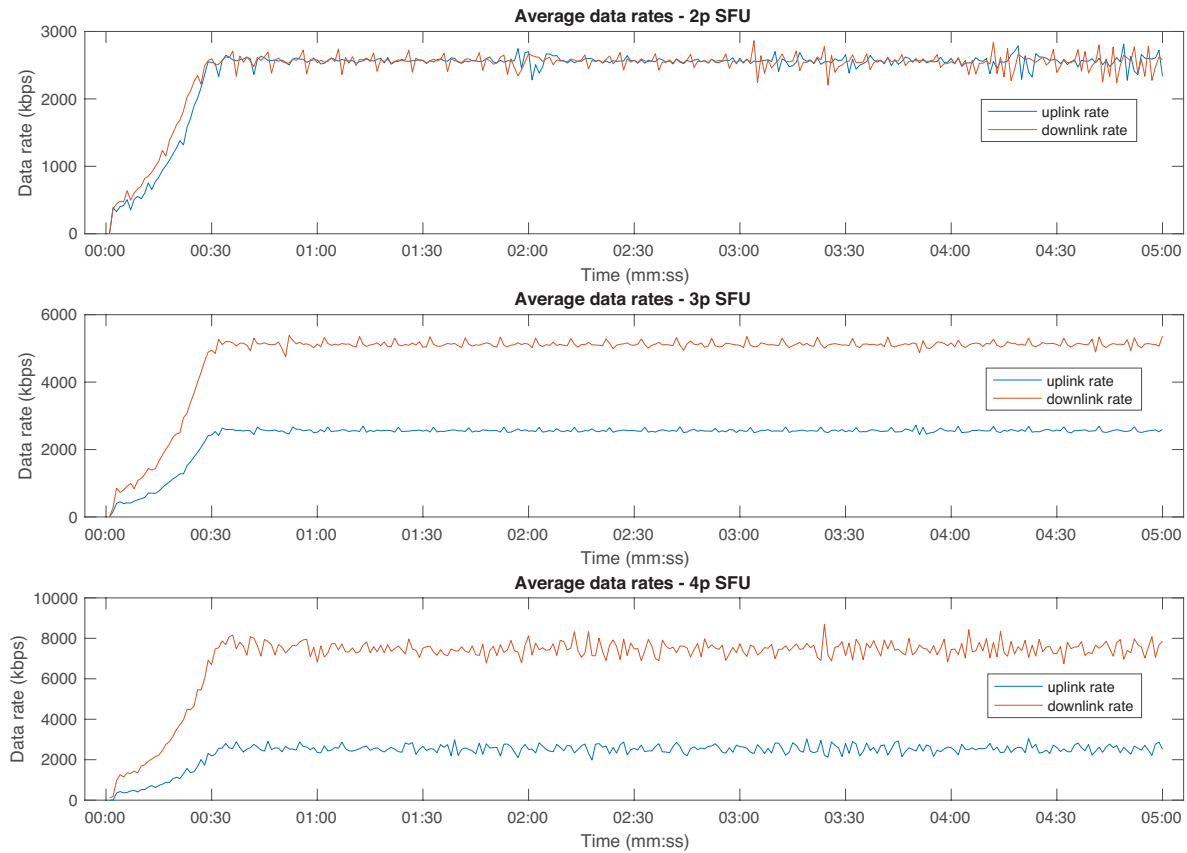 Average data rates - 2p SFU
3000
2000
1000
0
Data rate (kbps)
uplink rate
downlink rate
00:00 00:30 01:00 01:30 02:00 02:30 03:00 03:30 04:00 04:30 05:00
Time (mm:ss)
Average data rates - 3p SFU
6000
4000
2000
0
Data rate (kbps)
uplink rate
downlink rate
00:00 00:30 01:00 01:30 02:00 02:30 03:00 03:30 04:00 04:30 05:00
Time (mm:ss)
Average data rates - 4p SFU
10000
8000
6000
4000
2000
0
Data rate (kbps)
uplink rate
downlink rate
00:00 00:30 01:00 01:30 02:00 02:30 03:00 03:30 04:00 04:30 05:00
Time (mm:ss)